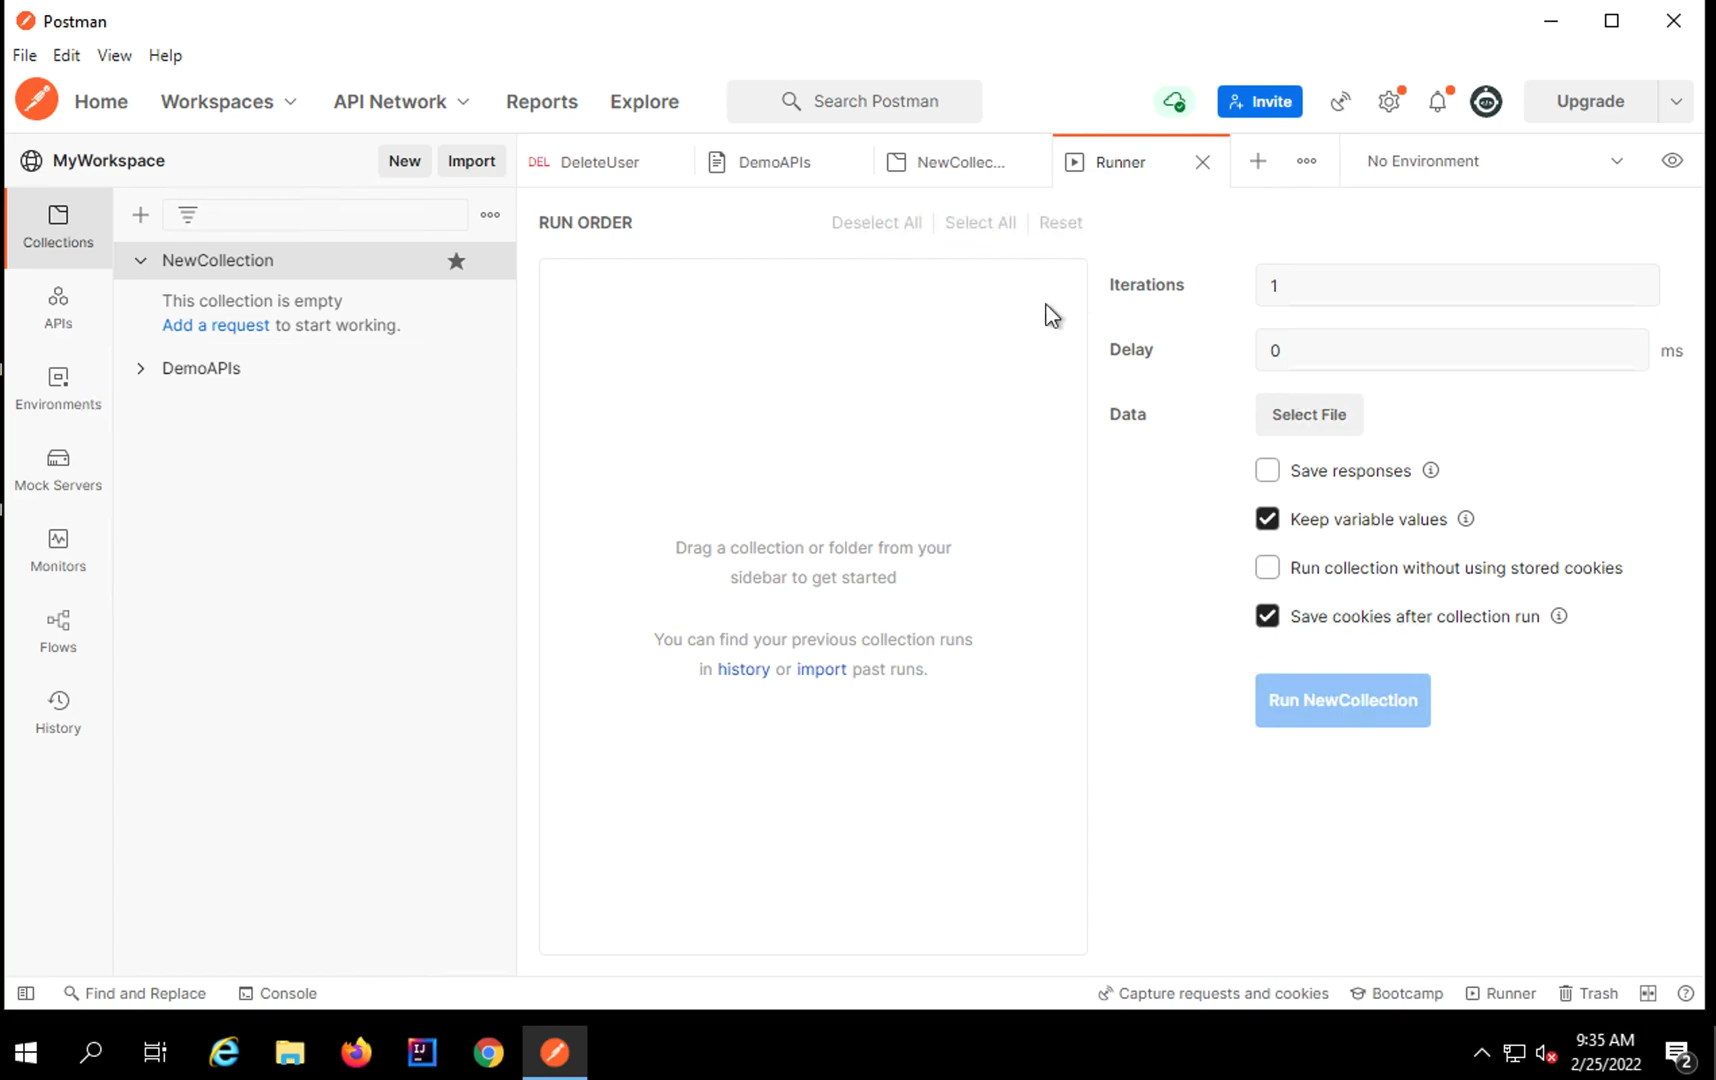 Postman
File Edit View Help
Home Workspaces API Network Reports Explore Search Postman Invite Upgrade
MyWorkspace New Import DEL DeleteUser DemoAPIs NewCollec... Runner No Environment
Collections
APIs
Environments
Mock Servers
Monitors
Flows
History
NewCollection
This collection is empty
Add a request to start working.
DemoAPIs
RUN ORDER Deselect All Select All Reset
Drag a collection or folder from your
sidebar to get started
You can find your previous collection runs
in history or import past runs.
Iterations 1
Delay 0 ms
Data Select File
Save responses
Keep variable values
Run collection without using stored cookies
Save cookies after collection run
Run NewCollection
Find and Replace Console Capture requests and cookies Bootcamp Runner Trash
IJ
9:35 AM
2/25/2022
2